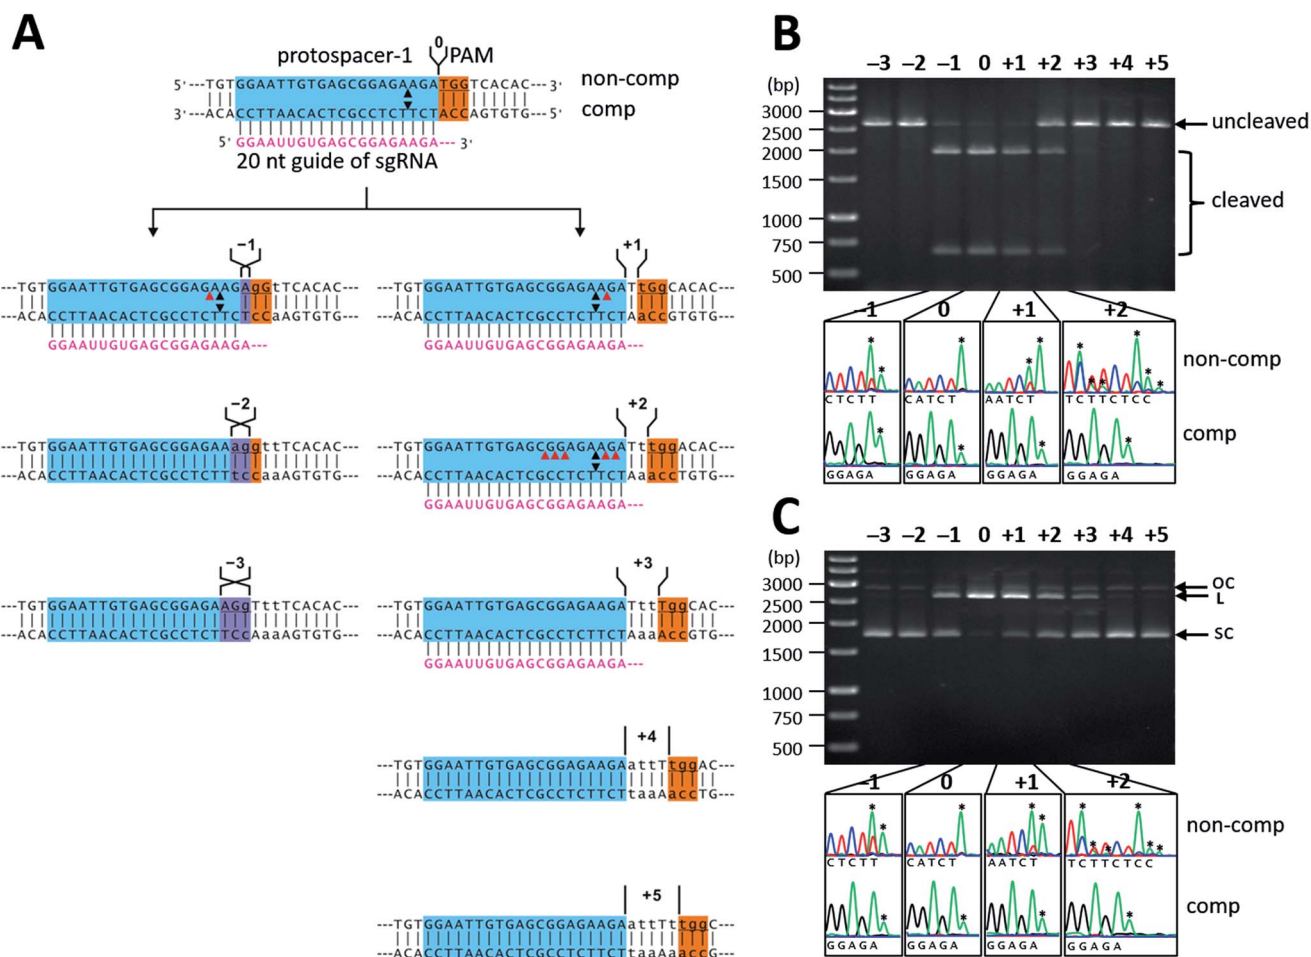 A
protospacer-1
0
PAM
5'---TGTGGAATTGTGAGCGGAGAAGATGGTCACAC---3'
non-comp
3'---ACACCTTAACACTCGCCTCTTCTACCAGTGTG---5'
comp
5' GGAAUUGUGAGCGGAGAAGA--- 3'
20 nt guide of sgRNA
−1
---TGTGGAATTGTGAGCGGAGAAGAgGtTCACAC---
---ACACCTTAACACTCGCCTCTTCTCCaAGTGTG---
GGAAUUGUGAGCGGAGAAGA---
+1
---TGTGGAATTGTGAGCGGAGAAGATtGgCACAC---
---ACACCTTAACACTCGCCTCTTCTAaCcGTGTG---
GGAAUUGUGAGCGGAGAAGA---
−2
---TGTGGAATTGTGAGCGGAGAAaggtttTCACAC---
---ACACCTTAACACTCGCCTCTTtccaaAGTGTG---
+2
---TGTGGAATTGTGAGCGGAGAAGATttggACAC---
---ACACCTTAACACTCGCCTCTTCTAaaccTGTG---
GGAAUUGUGAGCGGAGAAGA---
−3
---TGTGGAATTGTGAGCGGAGAAGgTttTCACAC---
---ACACCTTAACACTCGCCTCTTCCAaaAGTGTG---
+3
---TGTGGAATTGTGAGCGGAGAAGATttTggCAC---
---ACACCTTAACACTCGCCTCTTCTAaaAccGTG---
GGAAUUGUGAGCGGAGAAGA---
+4
---TGTGGAATTGTGAGCGGAGAAGAattTtggAC---
---ACACCTTAACACTCGCCTCTTCTtaaAaccTG---
+5
---TGTGGAATTGTGAGCGGAGAAGAattTttggC---
---ACACCTTAACACTCGCCTCTTCTtaaAaaccG---
B
−3 −2 −1 0 +1 +2 +3 +4 +5
(bp)
3000
2500
2000
1500
1000
750
500
uncleaved
cleaved
−1 0 +1 +2
* * * * * * * * * * *
non-comp
CTCTT CATCT AATCT TCTTCTCC
* * * *
comp
GGAGA GGAGA GGAGA GGAGA
C
−3 −2 −1 0 +1 +2 +3 +4 +5
(bp)
3000
2500
2000
1500
1000
750
500
OC
L
SC
−1 0 +1 +2
* * * * * * * * * * *
non-comp
CTCTT CATCT AATCT TCTTCTCC
* * * *
comp
GGAGA GGAGA GGAGA GGAGA